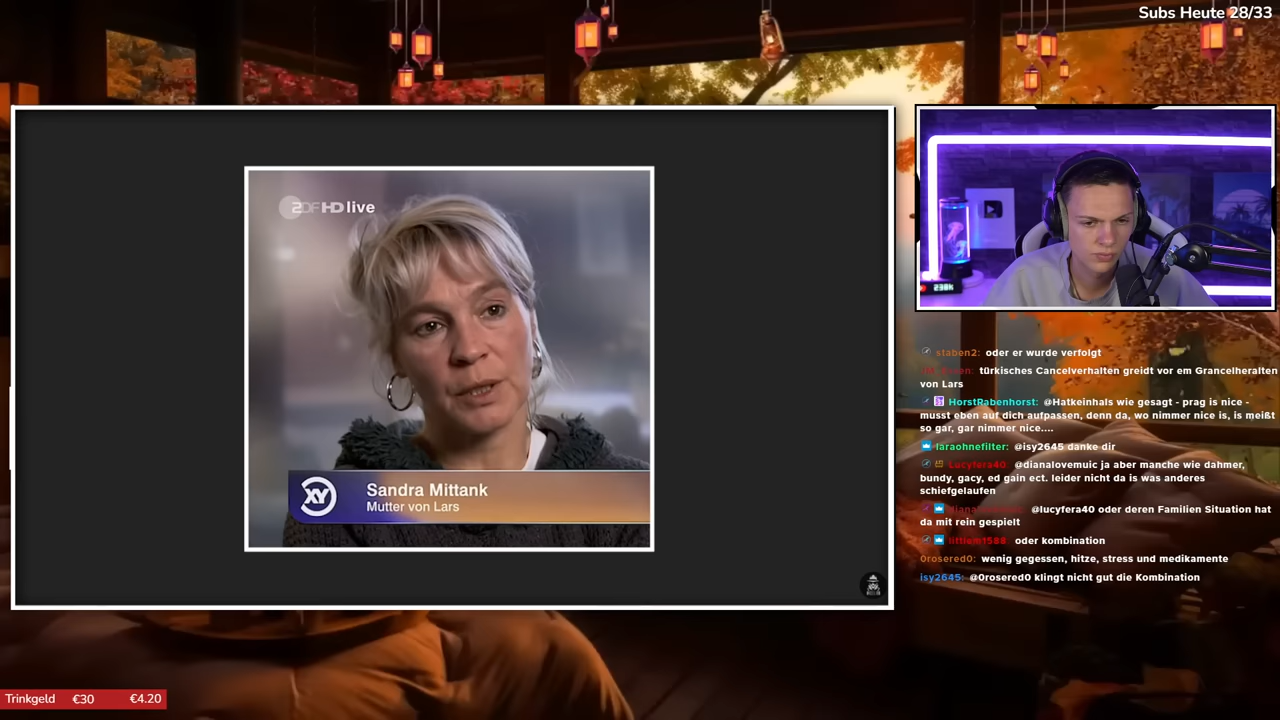 Subs Heute 28/33
ZDF HD live
XY
Sandra Mittank
Mutter von Lars
238k
staben2: oder er wurde verfolgt
türkisches Cancelverhalten greidt vor em Grancelheralten
von Lars
HorstRabenhorst: @Hatkeinhals wie gesagt - prag is nice -
musst eben auf dich aufpassen, denn da, wo nimmer nice is, is meißt
so gar, gar nimmer nice....
laraohnefilter: @isy2645 danke dir
Lucyfera40: @dianalovemuic ja aber manche wie dahmer,
bundy, gacy, ed gain ect. leider nicht da is was anderes
schiefgelaufen
@lucyfera40 oder deren Familien Situation hat
da mit rein gespielt
oder kombination
0rosered0: wenig gegessen, hitze, stress und medikamente
isy2645: @0rosered0 klingt nicht gut die Kombination
Trinkgeld €30 €4.20